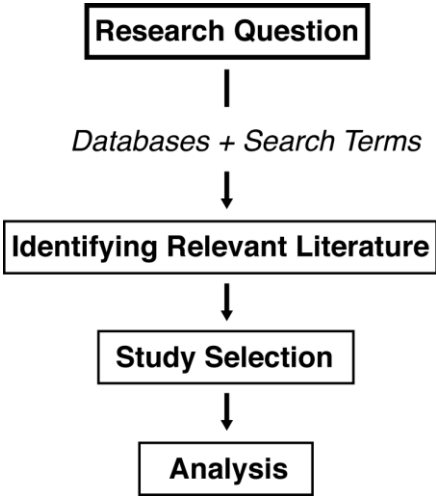 Research Question
Databases + Search Terms
Identifying Relevant Literature
Study Selection
Analysis